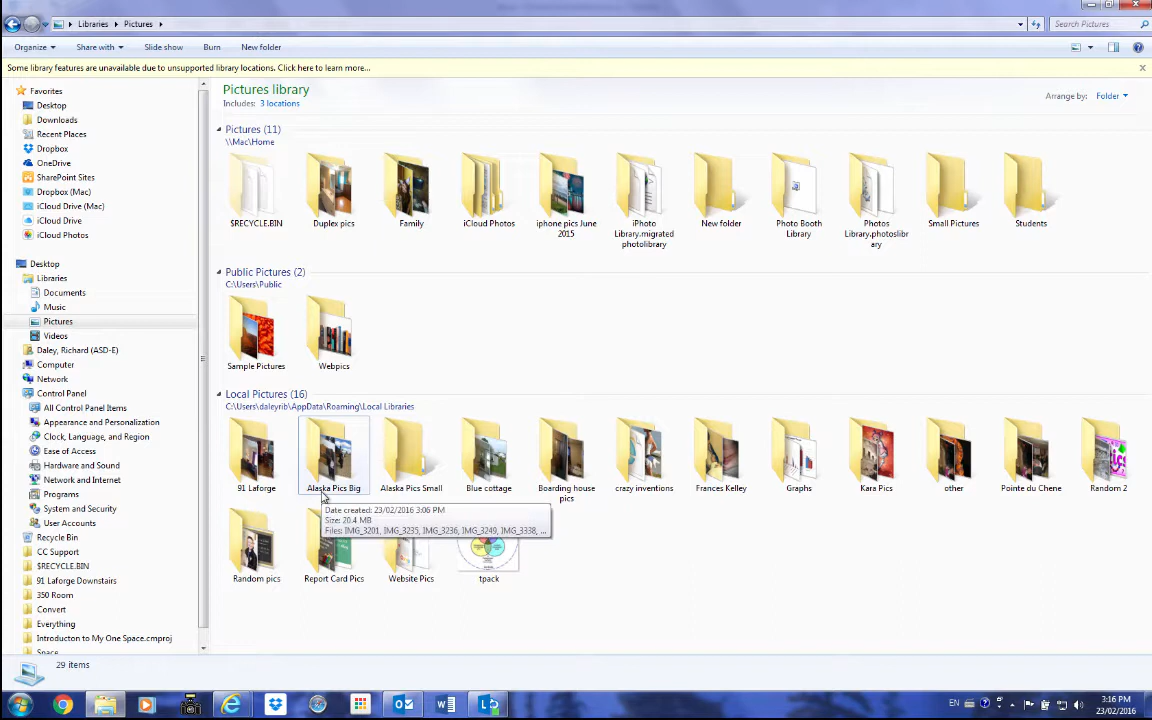 Libraries
Pictures
Search Pictures
Organize
Share with
Slide show
Burn
New folder
Some library features are unavailable due to unsupported library locations. Click here to learn more...
Favorites
Desktop
Downloads
Recent Places
Dropbox
OneDrive
SharePoint Sites
Dropbox (Mac)
iCloud Drive (Mac)
iCloud Drive
iCloud Photos
Desktop
Libraries
Documents
Music
Pictures
Videos
Daley, Richard (ASD-E)
Computer
Network
Control Panel
All Control Panel Items
Appearance and Personalization
Clock, Language, and Region
Ease of Access
Hardware and Sound
Network and Internet
Programs
System and Security
User Accounts
Recycle Bin
CC Support
$RECYCLE.BIN
91 Laforge Downstairs
350 Room
Convert
Everything
Introducton to My One Space.cmproj
Space
Pictures library
Includes: 3 locations
Arrange by: Folder
Pictures (11)
\\Mac\Home
$RECYCLE.BIN
Duplex pics
Family
iCloud Photos
iphone pics June
2015
iPhoto
Library.migrated
photolibrary
New folder
Photo Booth
Library
Photos
Library.photoslibr
ary
Small Pictures
Students
Public Pictures (2)
C:\Users\Public
Sample Pictures
Webpics
Local Pictures (16)
C:\Users\daleyrib\AppData\Roaming\Local Libraries
91 Laforge
Alaska Pics Big
Alaska Pics Small
Blue cottage
Boarding house
pics
crazy inventions
Frances Kelley
Graphs
Kara Pics
other
Pointe du Chene
Random 2
Date created: 23/02/2016 3:06 PM
Size: 20.4 MB
Files: IMG_3201, IMG_3235, IMG_3236, IMG_3249, IMG_3338, ...
Random pics
Report Card Pics
Website Pics
tpack
29 items
EN
3:16 PM
23/02/2016